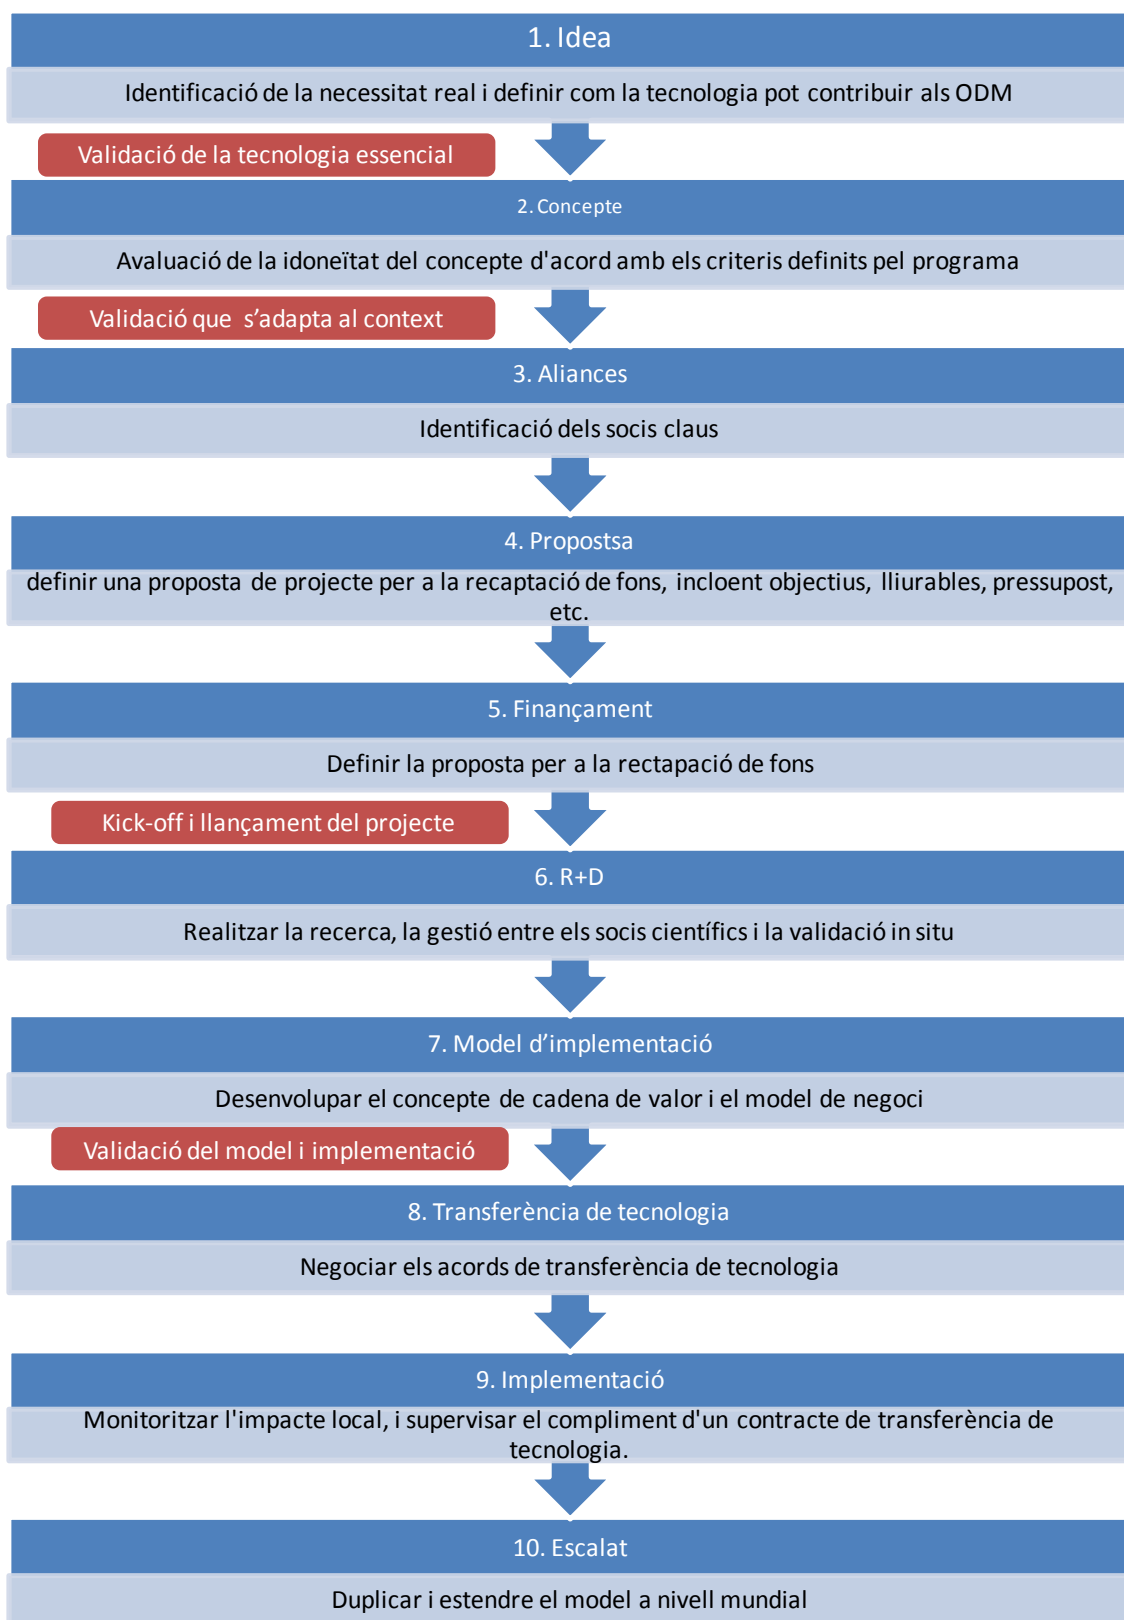 1. Idea
Identificació de la necessitat real i definir com la tecnologia pot contribuir als ODM
Validació de la tecnologia essencial
2. Concepte
Avaluació de la idoneïtat del concepte d'acord amb els criteris definits pel programa
Validació que s’adapta al context
3. Aliances
Identificació dels socis claus
4. Propostsa
definir una proposta de projecte per a la recaptació de fons, incloent objectius, lliurables, pressupost,
etc.
5. Finançament
Definir la proposta per a la rectapació de fons
Kick-off i llançament del projecte
6. R+D
Realitzar la recerca, la gestió entre els socis científics i la validació in situ
7. Model d’implementació
Desenvolupar el concepte de cadena de valor i el model de negoci
Validació del model i implementació
8. Transferència de tecnologia
Negociar els acords de transferència de tecnologia
9. Implementació
Monitoritzar l'impacte local, i supervisar el compliment d'un contracte de transferència de
tecnologia.
10. Escalat
Duplicar i estendre el model a nivell mundial